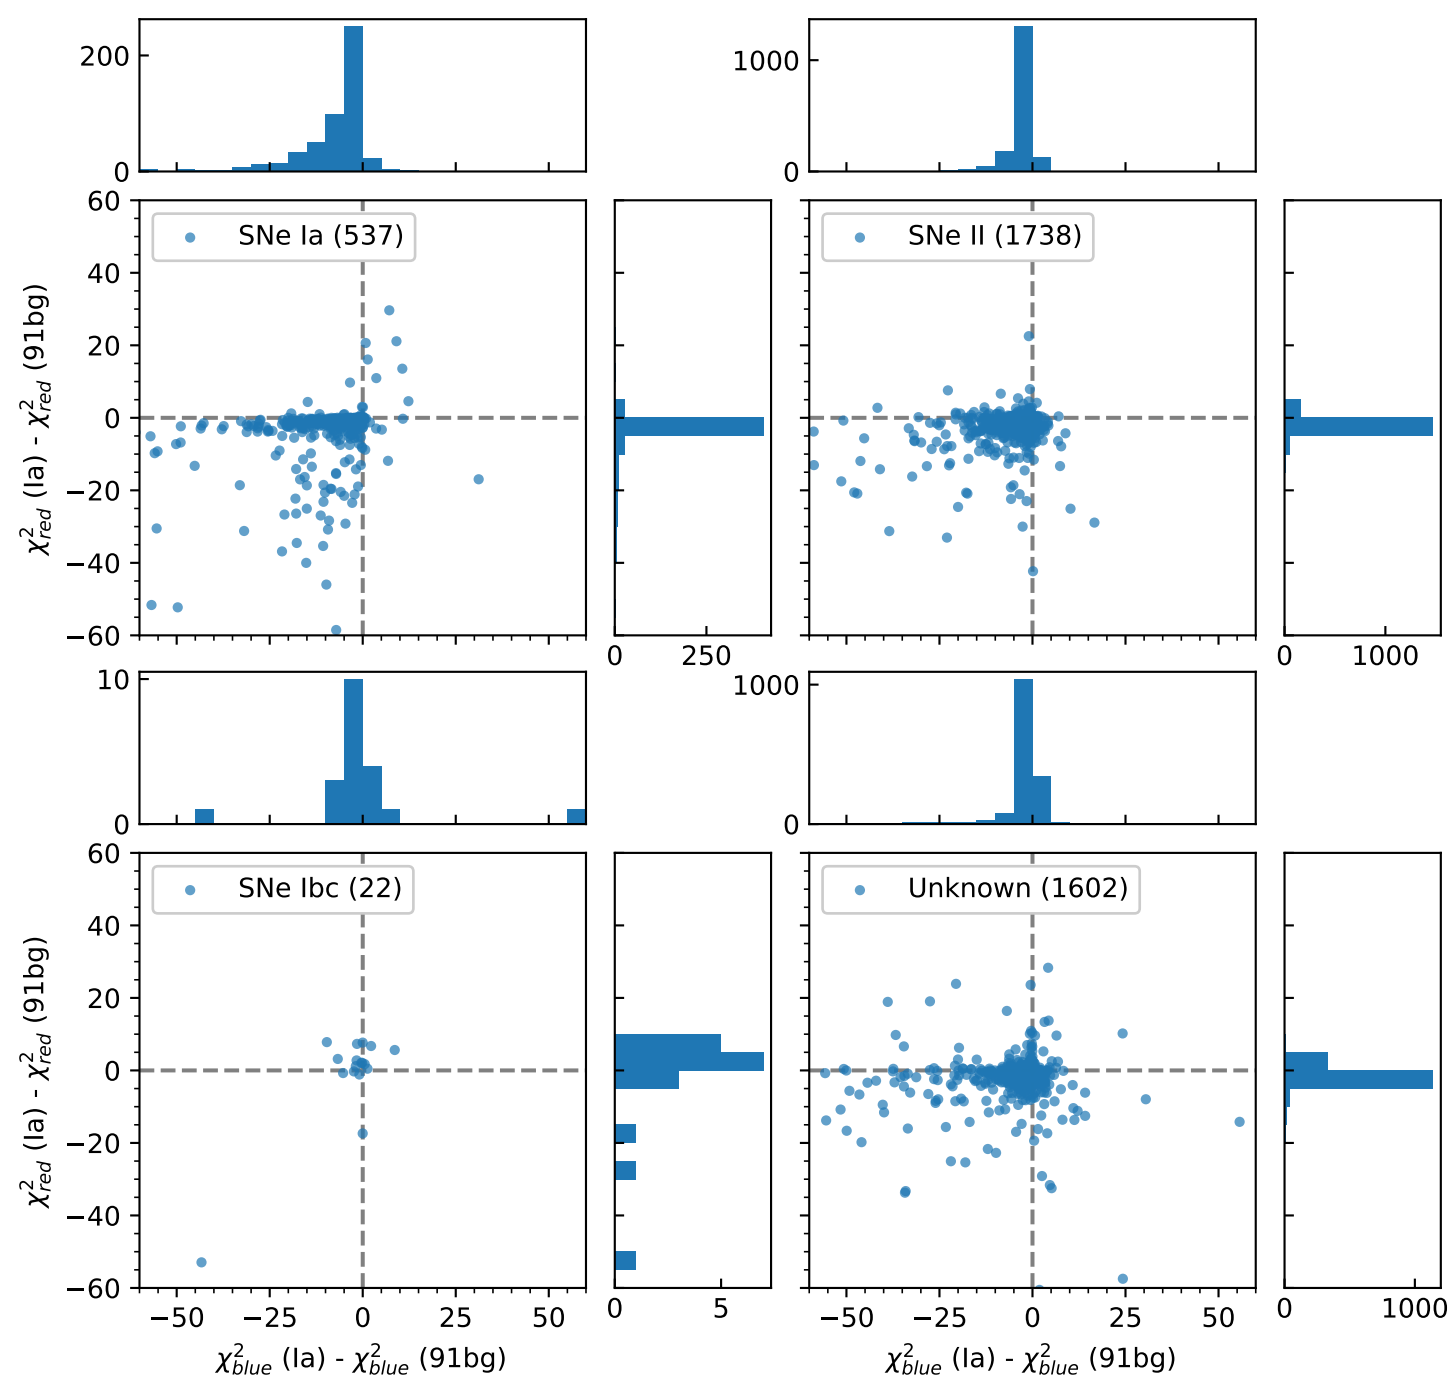 200
0
1000
0
60
40
20
0
−20
−40
−60
SNe Ia (537)
SNe II (1738)
0 250
0 1000
χ²red (Ia) - χ²red (91bg)
10
0
1000
0
60
40
20
0
−20
−40
−60
SNe Ibc (22)
Unknown (1602)
χ²red (Ia) - χ²red (91bg)
−50 −25 0 25 50
0 5
−50 −25 0 25 50
0 1000
χ²blue (Ia) - χ²blue (91bg)
χ²blue (Ia) - χ²blue (91bg)